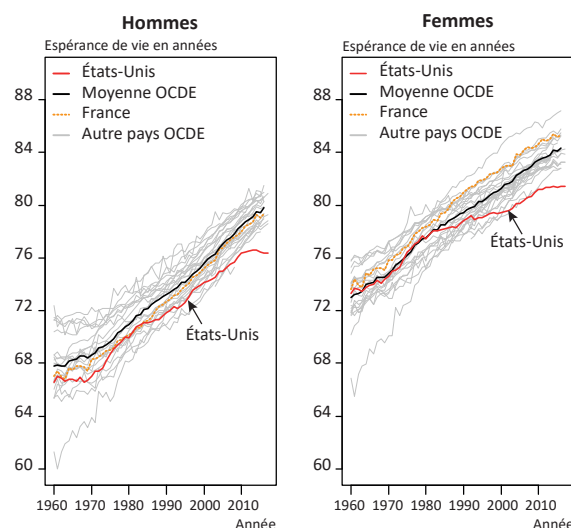 Hommes
Espérance de vie en années
États-Unis
Moyenne OCDE
France
Autre pays OCDE
88
84
80
76
72
68
64
60
États-Unis
1960 1970 1980 1990 2000 2010
Année
Femmes
Espérance de vie en années
États-Unis
Moyenne OCDE
France
Autre pays OCDE
88
84
80
76
72
68
64
60
États-Unis
1960 1970 1980 1990 2000 2010
Année